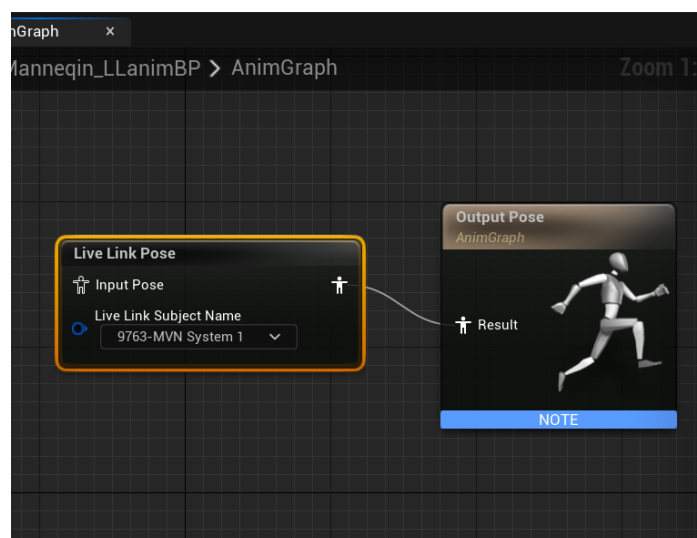 nGraph
Manneqin_LLanimBP > AnimGraph
Zoom 1:
Live Link Pose
Input Pose
Live Link Subject Name
9763-MVN System 1
Output Pose
AnimGraph
Result
NOTE